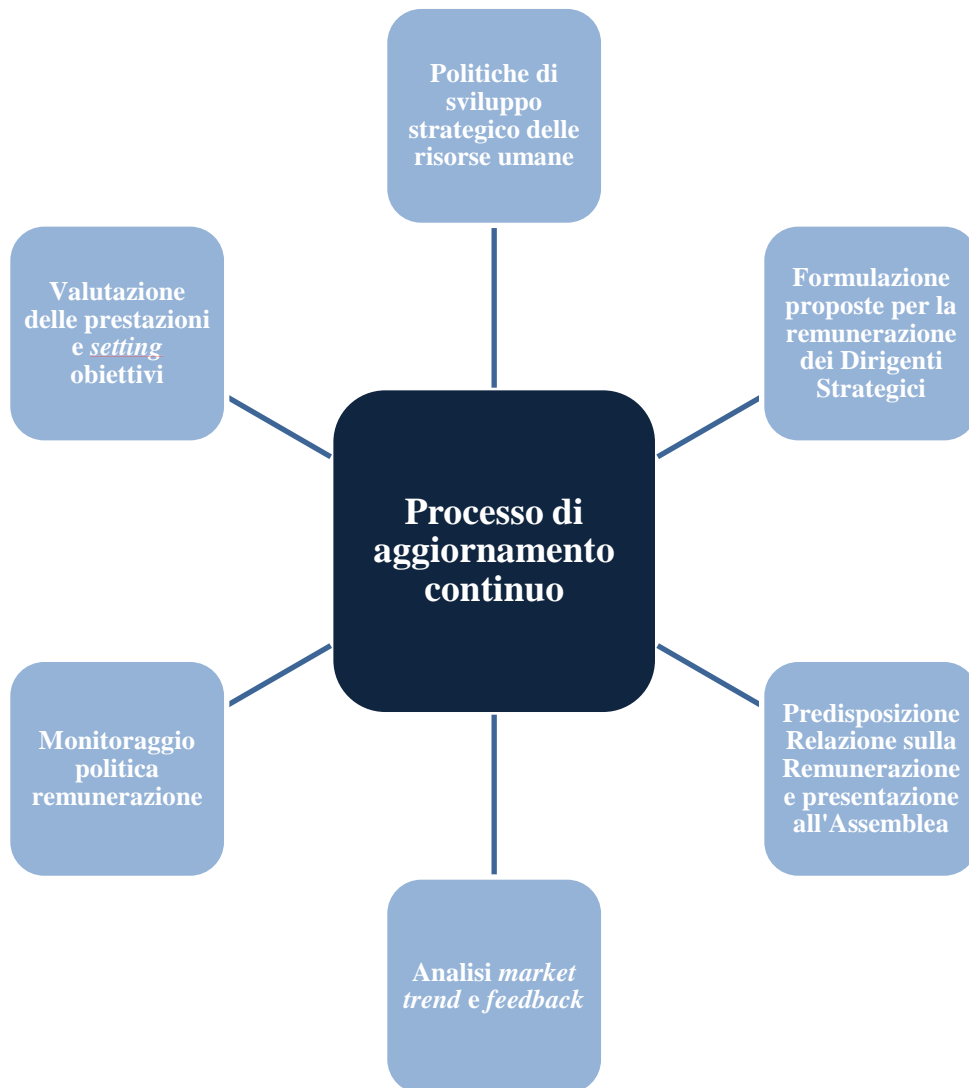 Politiche di
sviluppo
strategico delle
risorse umane
Valutazione
delle prestazioni
e setting
obiettivi
Formulazione
proposte per la
remunerazione
dei Dirigenti
Strategici
Processo di
aggiornamento
continuo
Monitoraggio
politica
remunerazione
Predisposizione
Relazione sulla
Remunerazione
e presentazione
all'Assemblea
Analisi market
trend e feedback